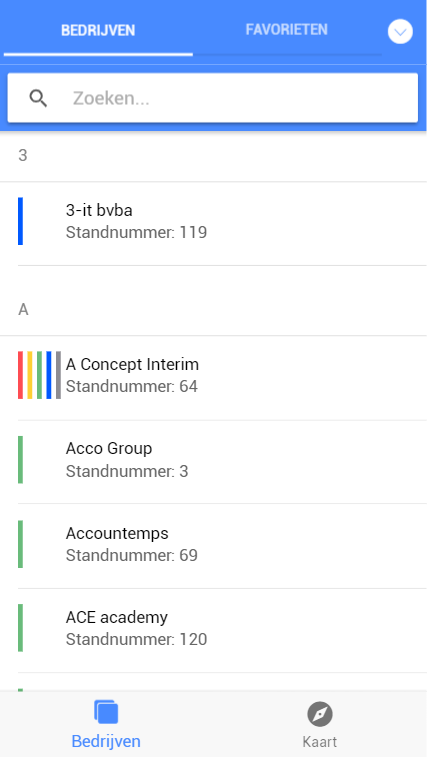 BEDRIJVEN
FAVORIETEN
Zoeken...
3
3-it bvba
Standnummer: 119
A
A Concept Interim
Standnummer: 64
Acco Group
Standnummer: 3
Accountemps
Standnummer: 69
ACE academy
Standnummer: 120
Bedrijven
Kaart